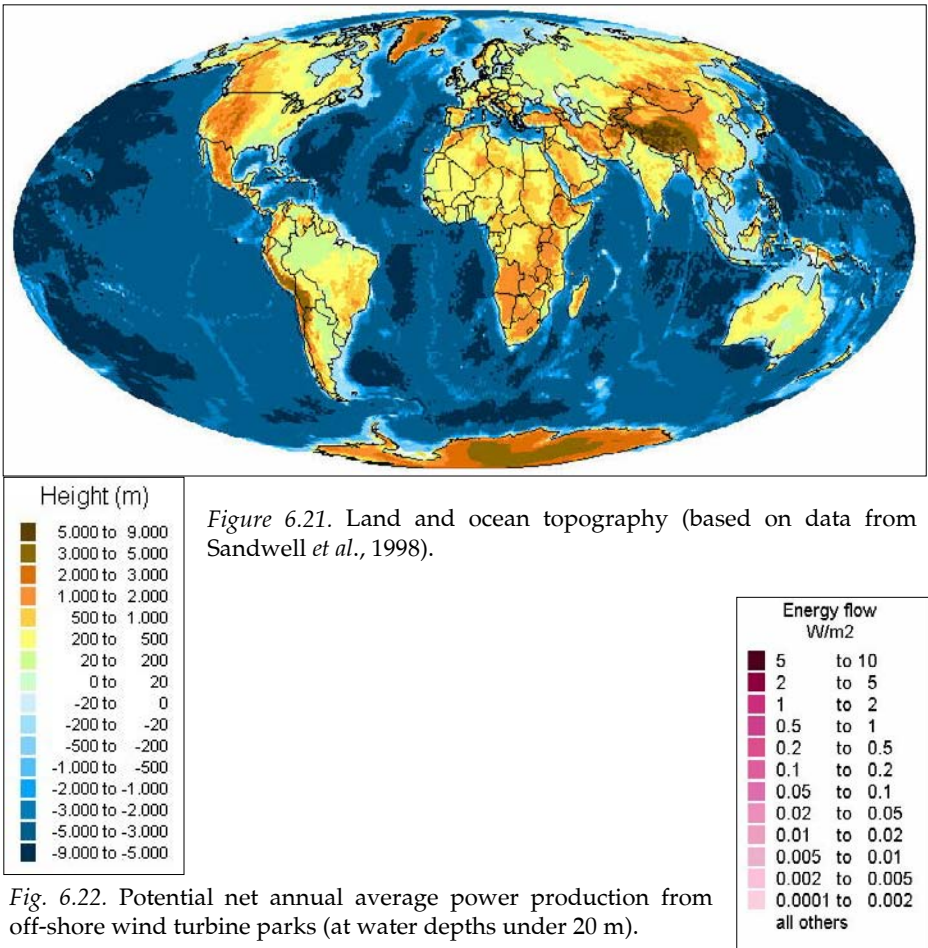 Height (m)
5.000 to 9.000
3.000 to 5.000
2.000 to 3.000
1.000 to 2.000
500 to 1.000
200 to 500
20 to 200
0 to 20
-20 to 0
-200 to -20
-500 to -200
-1.000 to -500
-2.000 to -1.000
-3.000 to -2.000
-5.000 to -3.000
-9.000 to -5.000
Figure 6.21. Land and ocean topography (based on data from
Sandwell et al., 1998).
Energy flow
W/m2
5 to 10
2 to 5
1 to 2
0.5 to 1
0.2 to 0.5
0.1 to 0.2
0.05 to 0.1
0.02 to 0.05
0.01 to 0.02
0.005 to 0.01
0.002 to 0.005
0.0001 to 0.002
all others
Fig. 6.22. Potential net annual average power production from
off-shore wind turbine parks (at water depths under 20 m).